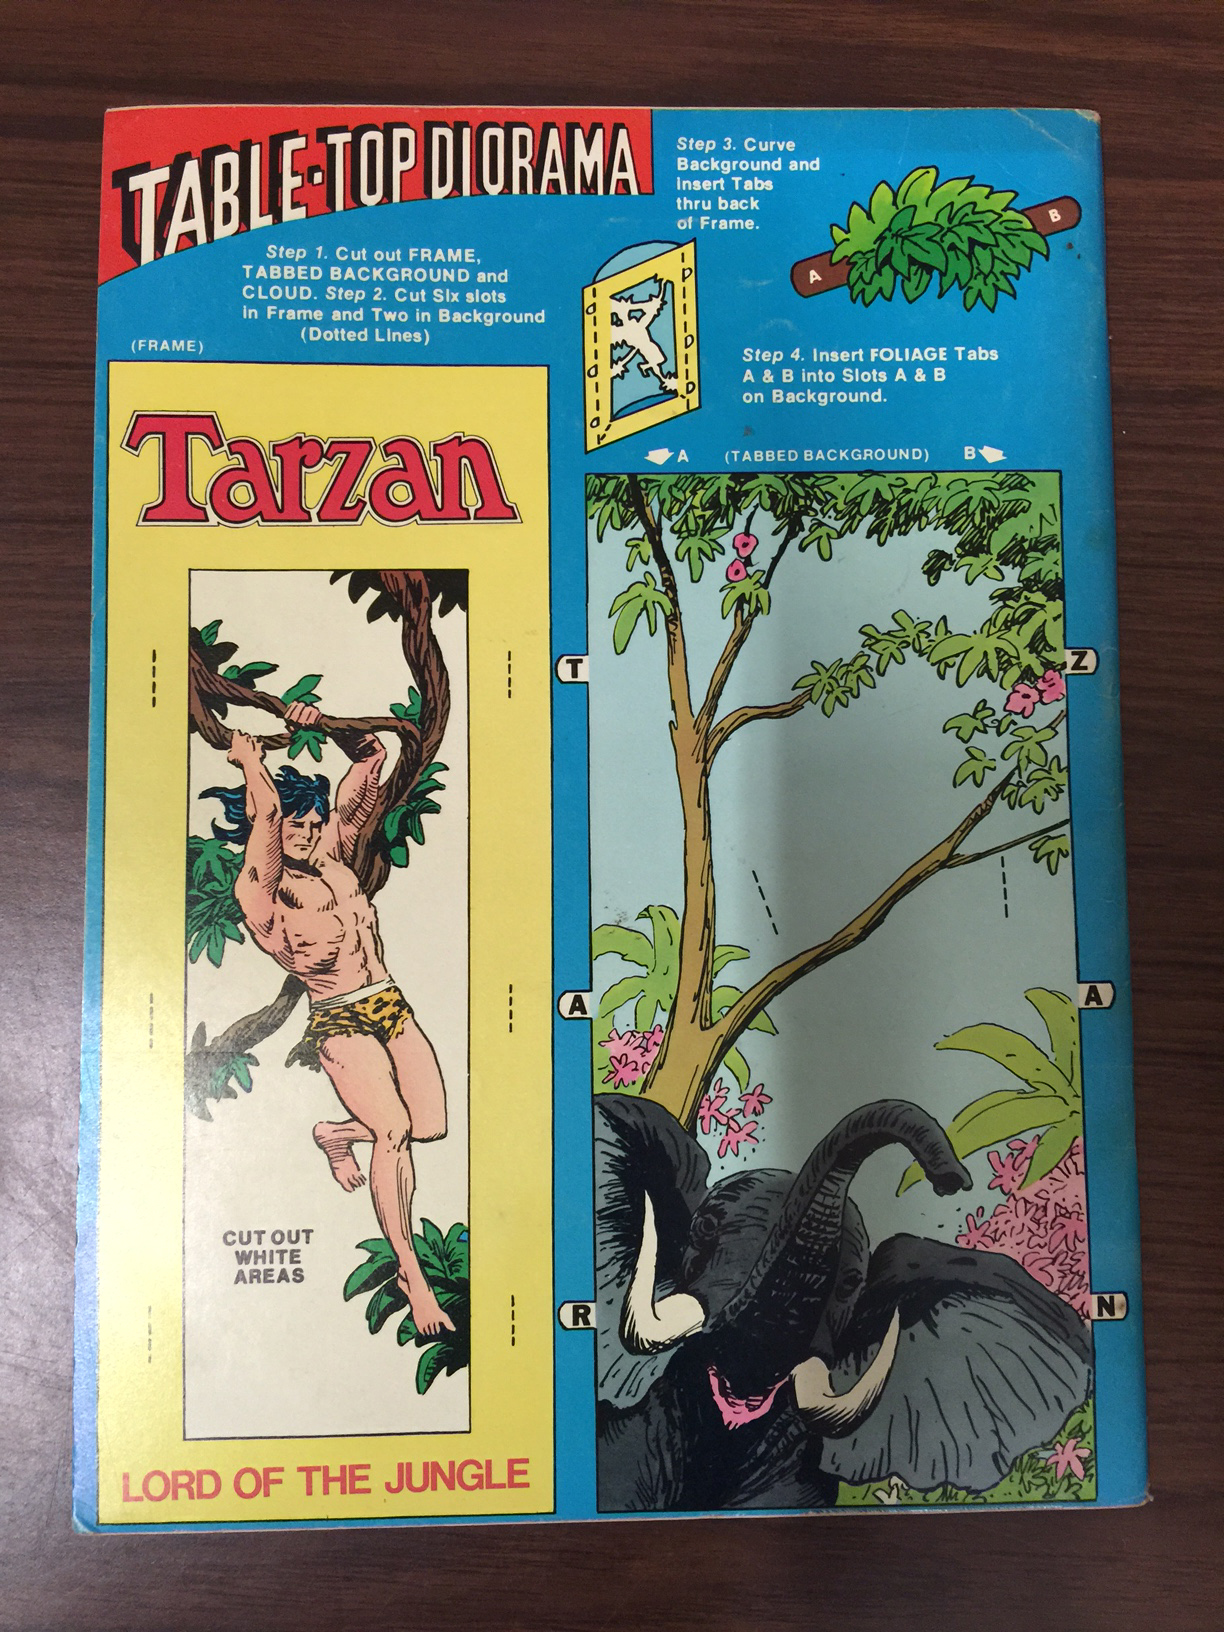 TABLE-TOP DIORAMA
Step 1. Cut out FRAME,
TABBED BACKGROUND and
CLOUD. Step 2. Cut Six slots
in Frame and Two in Background
(Dotted Lines)
Step 3. Curve
Background and
insert Tabs
thru back
of Frame.
A
B
Step 4. Insert FOLIAGE Tabs
A & B into Slots A & B
on Background.
(FRAME)
Tarzan
CUT OUT
WHITE
AREAS
LORD OF THE JUNGLE
A (TABBED BACKGROUND) B
T
Z
A
A
R
N